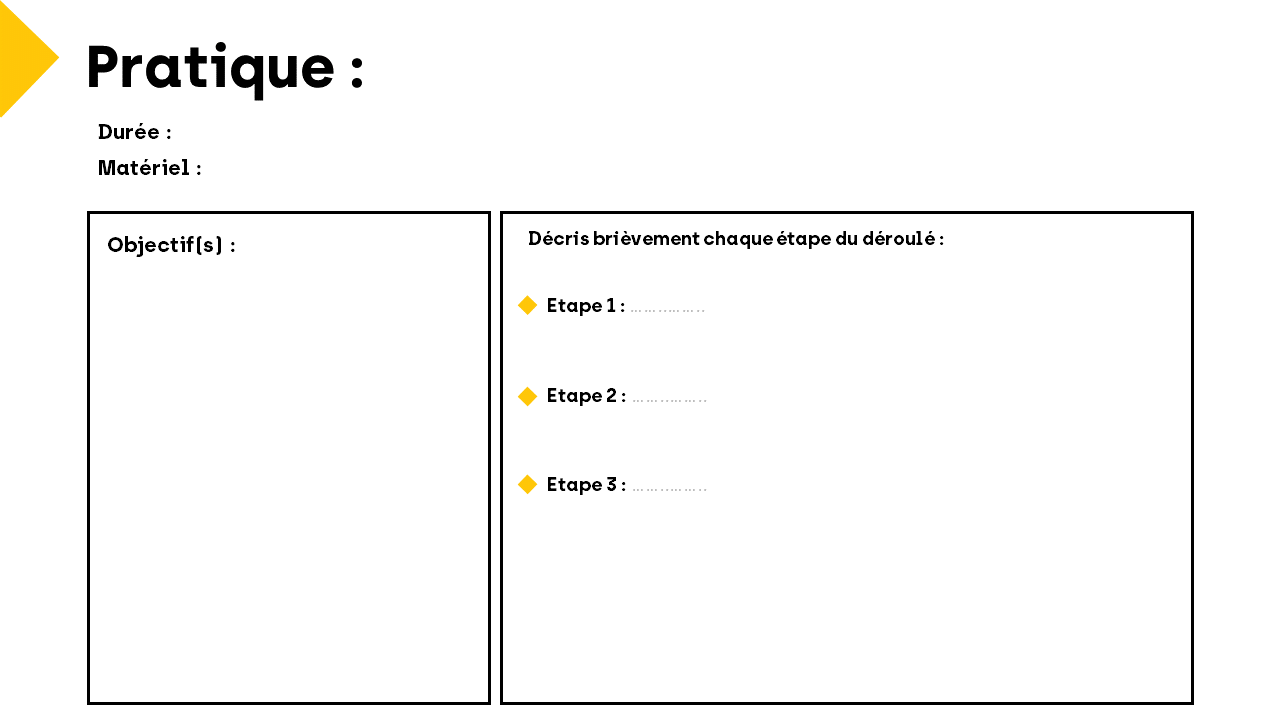 Pratique :
Durée :
Matériel :
Objectif(s) :
Décris brièvement chaque étape du déroulé :
Etape 1 : ……………..
Etape 2 : ……………..
Etape 3 : ……………..